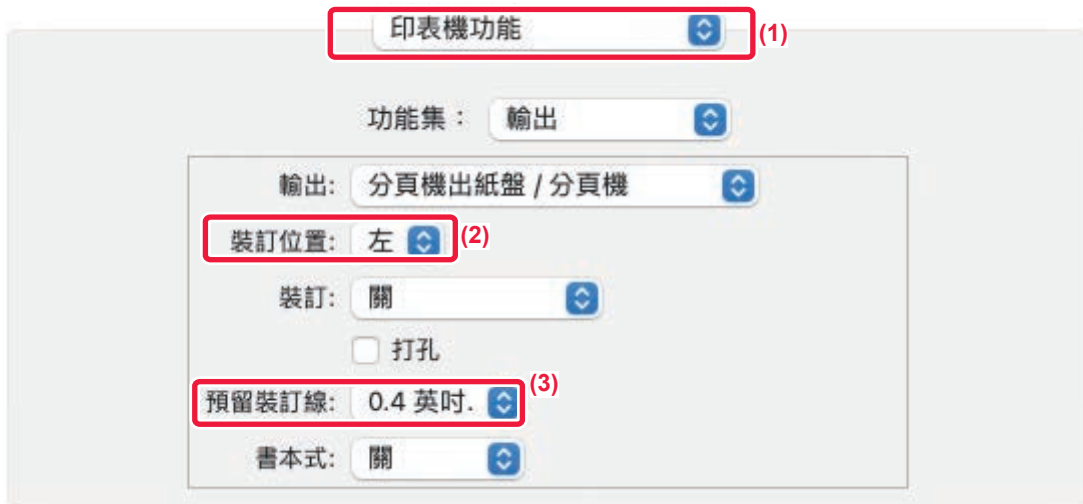 印表機功能 (1)
功能集： 輸出
輸出: 分頁機出紙盤 / 分頁機
裝訂位置: 左 (2)
裝訂: 關
打孔
預留裝訂線: 0.4 英吋. (3)
書本式: 關